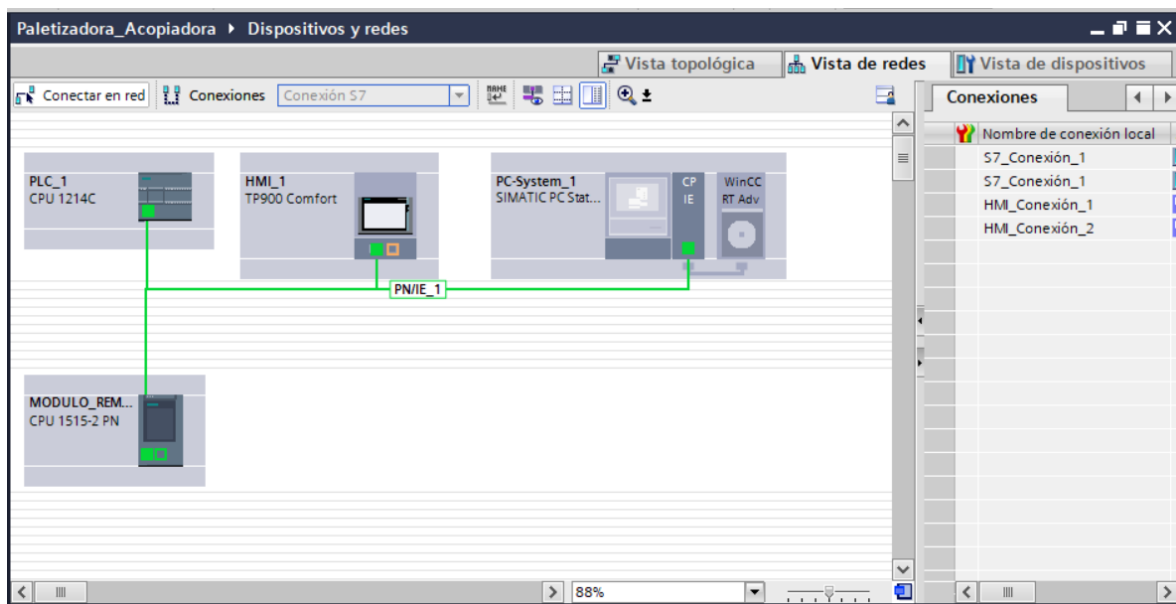 Paletizadora_Acopiadora ▸ Dispositivos y redes
Vista topológica
Vista de redes
Vista de dispositivos
Conectar en red
Conexiones
Conexión S7
NAME
Conexiones
Nombre de conexión local
S7_Conexión_1
S7_Conexión_1
HMI_Conexión_1
HMI_Conexión_2
PLC_1
CPU 1214C
HMI_1
TP900 Comfort
PC-System_1
SIMATIC PC Stat...
CP
IE
WinCC
RT Adv
PN/IE_1
MODULO_REM...
CPU 1515-2 PN
88%